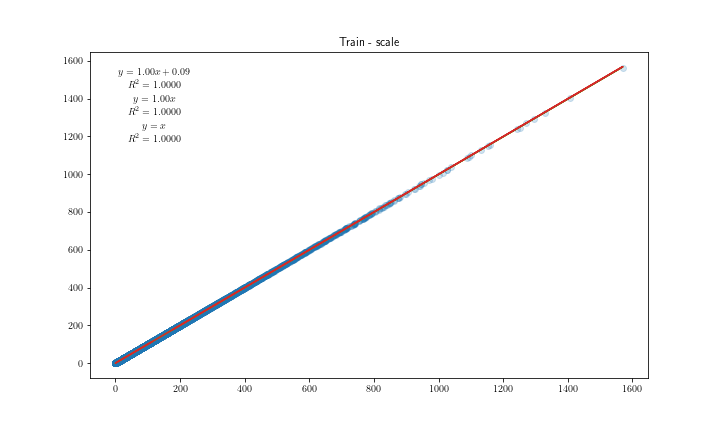 Train - scale
y = 1.00x + 0.09
R² = 1.0000
y = 1.00x
R² = 1.0000
y = x
R² = 1.0000
1600
1400
1200
1000
800
600
400
200
0
0 200 400 600 800 1000 1200 1400 1600